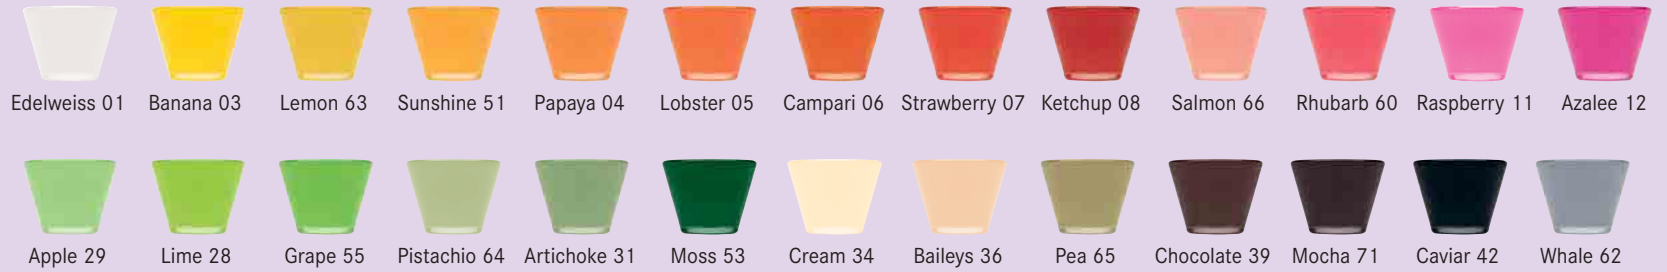 Edelweiss 01 Banana 03 Lemon 63 Sunshine 51 Papaya 04 Lobster 05 Campari 06 Strawberry 07 Ketchup 08 Salmon 66 Rhubarb 60 Raspberry 11 Azalee 12
Apple 29 Lime 28 Grape 55 Pistachio 64 Artichoke 31 Moss 53 Cream 34 Baileys 36 Pea 65 Chocolate 39 Mocha 71 Caviar 42 Whale 62